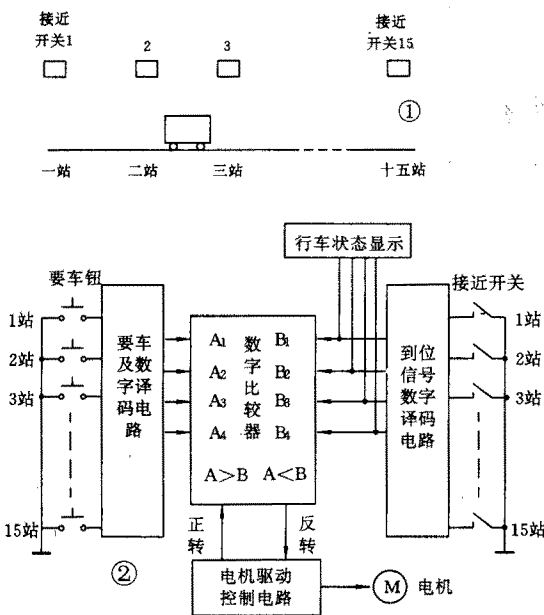 接近
开关1
2
3
接近
开关15
①
一站
二站
三站
十五站
行车状态显示
要车钮
接近开关
1站
2站
3站
15站
要车
及数
字译
码电
路
A1
A2
A3
A4
数
字
比
较
器
B1
B2
B3
B4
A>B
A<B
到位
信号
数字
译码
电路
1站
2站
3站
15站
正
转
反
转
②
电机驱动
控制电路
M
电机